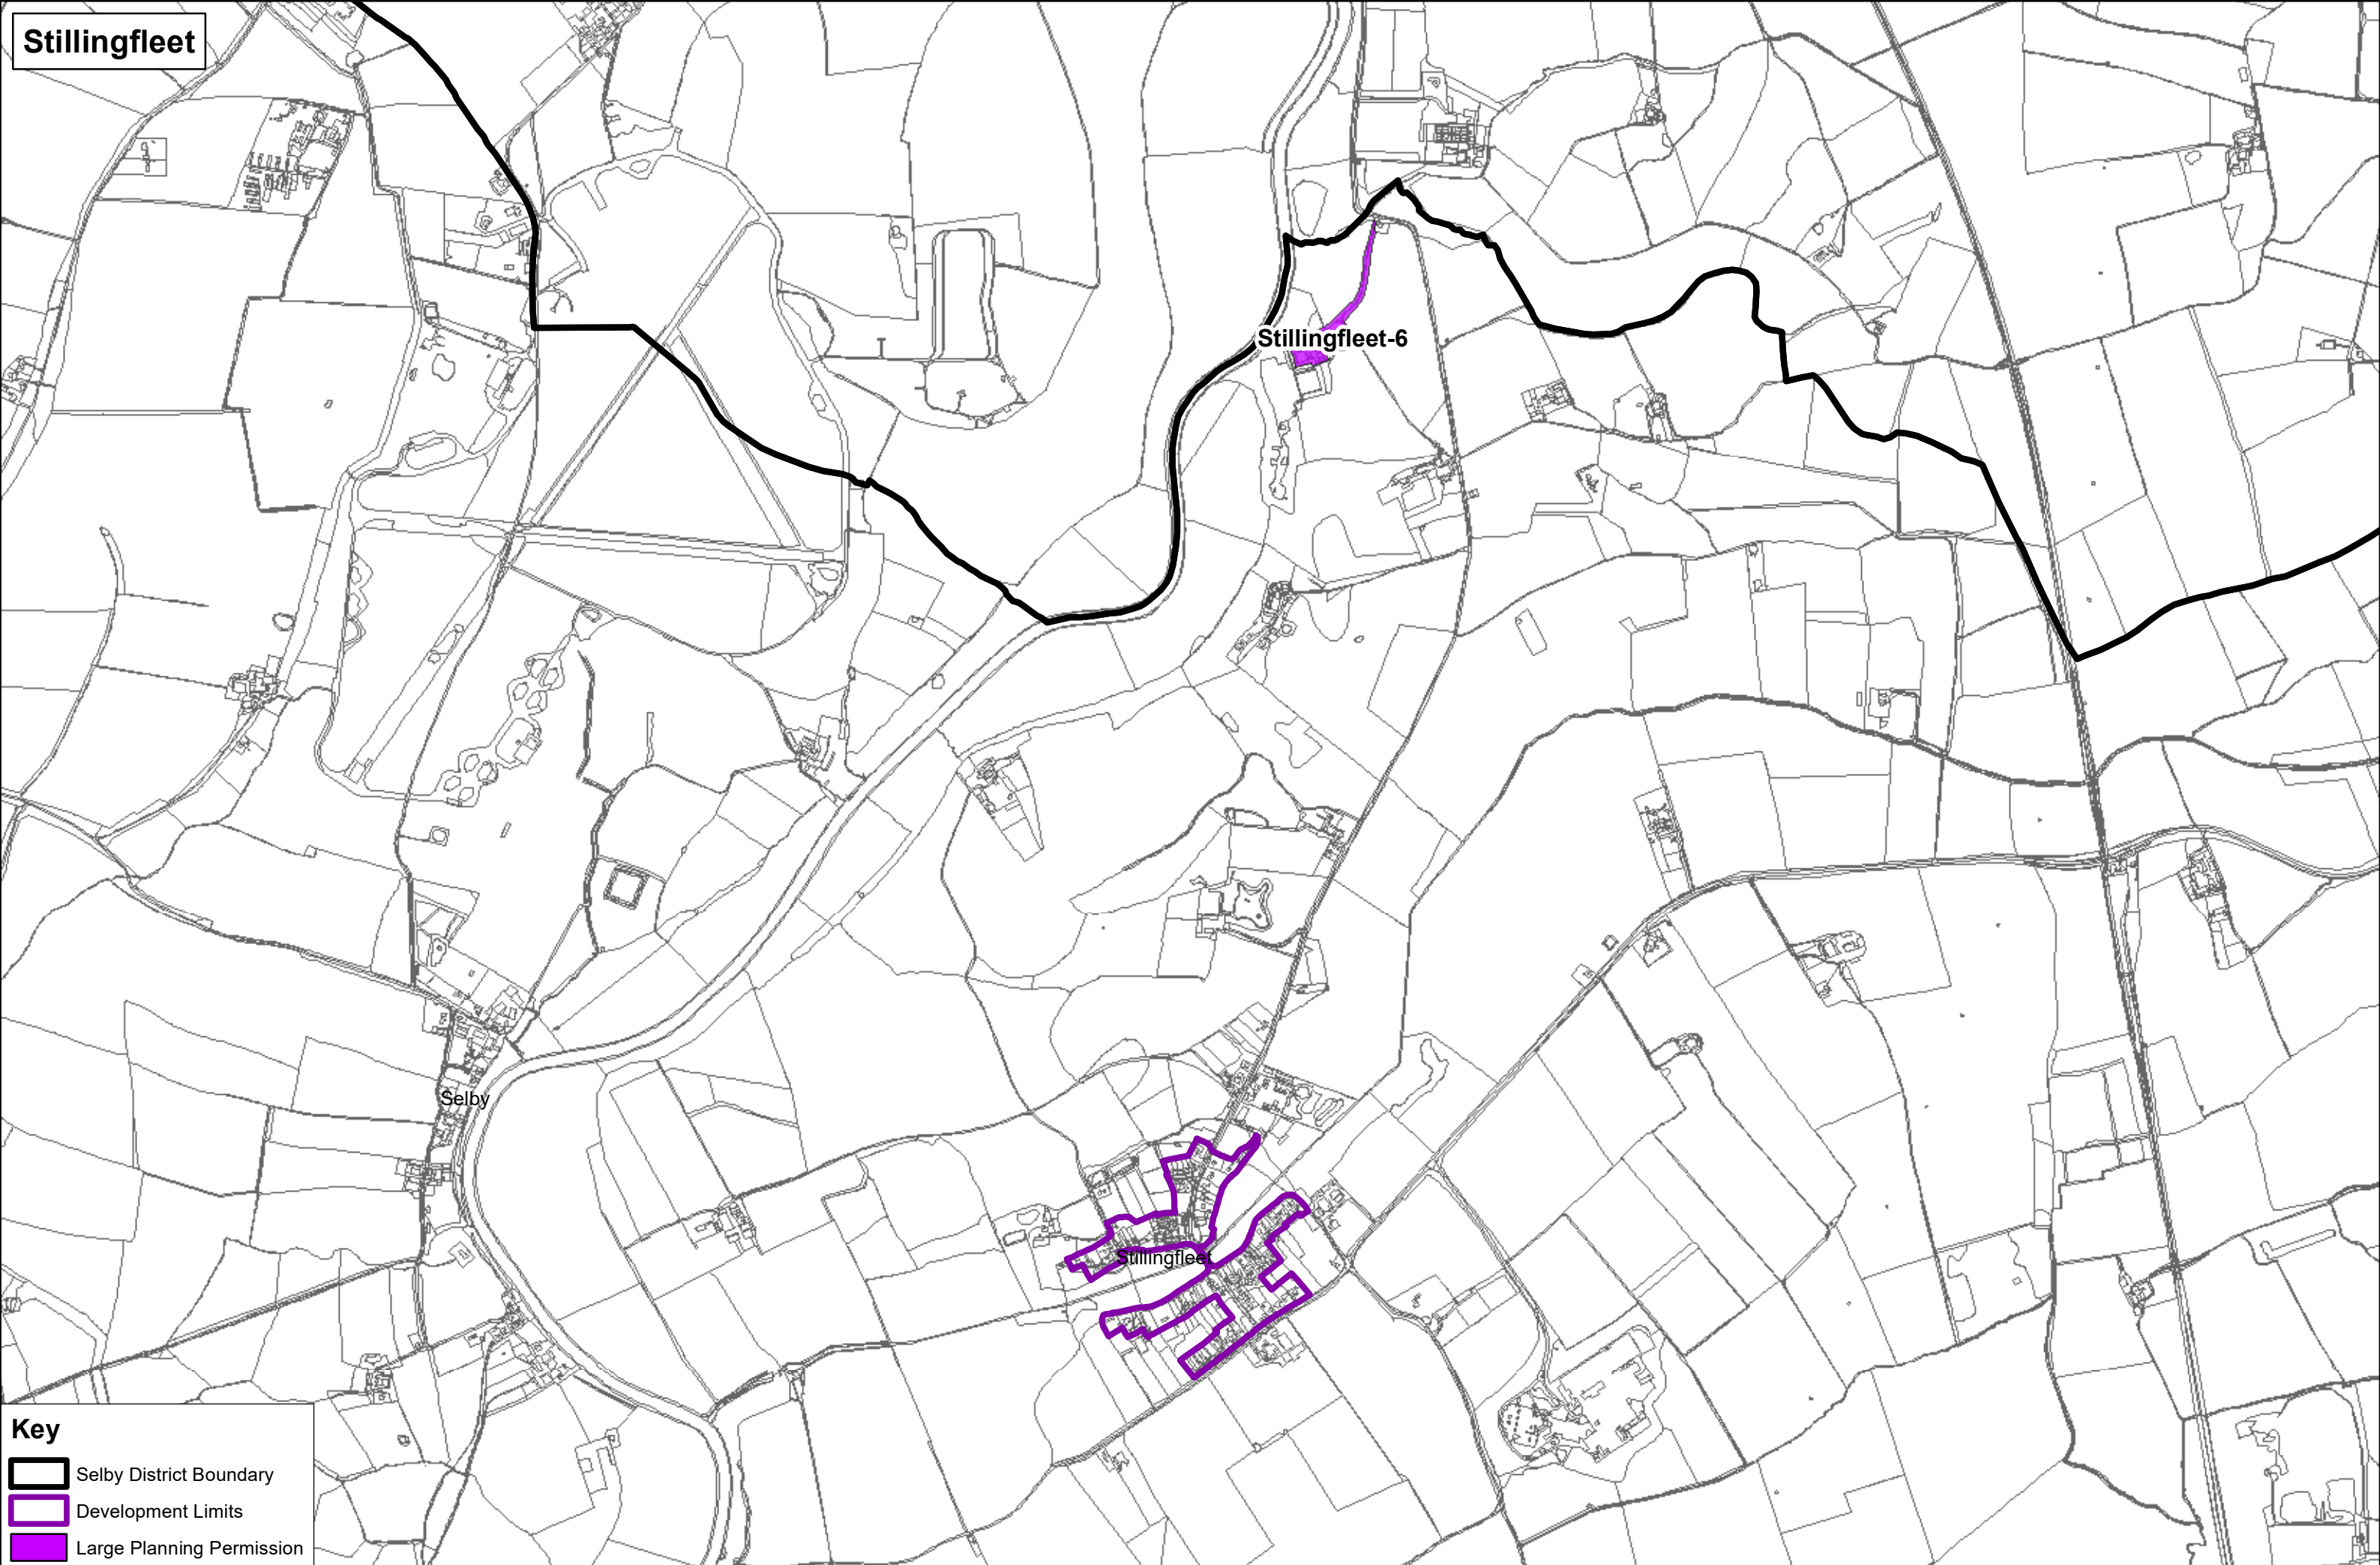 Stillingfleet
Stillingfleet-6
Selby
Stillingfleet
Key
Selby District Boundary
Development Limits
Large Planning Permission